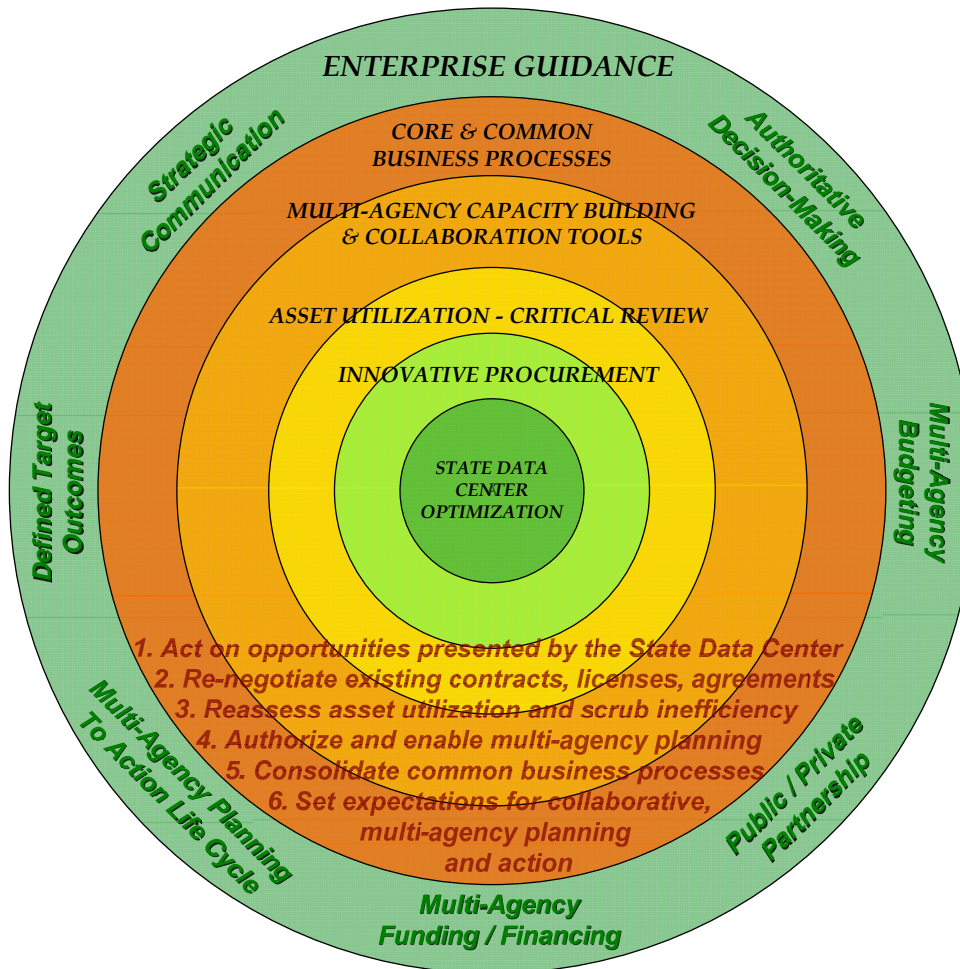 ENTERPRISE GUIDANCE
Strategic
Communication
Authoritative
Decision-Making
CORE & COMMON
BUSINESS PROCESSES
MULTI-AGENCY CAPACITY BUILDING
& COLLABORATION TOOLS
ASSET UTILIZATION - CRITICAL REVIEW
INNOVATIVE PROCUREMENT
STATE DATA
CENTER
OPTIMIZATION
Defined Target
Outcomes
Multi-Agency
Budgeting
1. Act on opportunities presented by the State Data Center
2. Re-negotiate existing contracts, licenses, agreements
3. Reassess asset utilization and scrub inefficiency
4. Authorize and enable multi-agency planning
5. Consolidate common business processes
6. Set expectations for collaborative,
multi-agency planning
and action
Multi-Agency Planning
To Action Life Cycle
Public / Private
Partnership
Multi-Agency
Funding / Financing